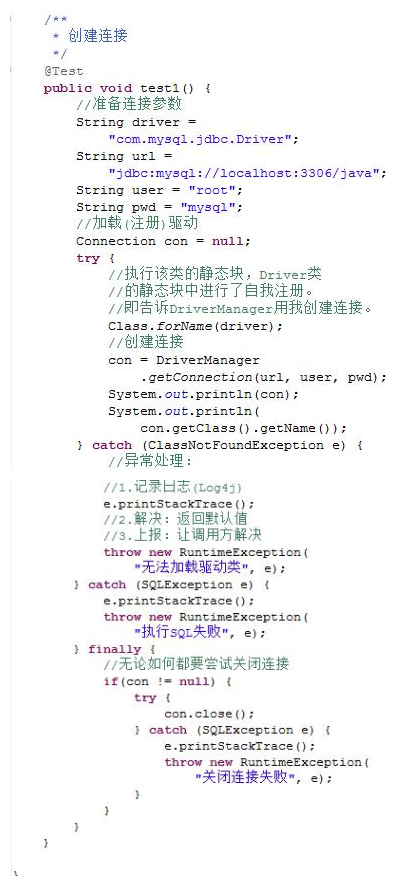 /**
 * 创建连接
 */
@Test
public void test1() {
    //准备连接参数
    String driver =
        "com.mysql.jdbc.Driver";
    String url =
        "jdbc:mysql://localhost:3306/java";
    String user = "root";
    String pwd = "mysql";
    //加载(注册)驱动
    Connection con = null;
    try {
        //执行该类的静态块，Driver类
        //的静态块中进行了自我注册。
        //即告诉DriverManager用我创建连接。
        Class.forName(driver);
        //创建连接
        con = DriverManager
            .getConnection(url, user, pwd);
        System.out.println(con);
        System.out.println(
            con.getClass().getName());
    } catch (ClassNotFoundException e) {
        //异常处理：
        //1.记录日志(Log4j)
        e.printStackTrace();
        //2.解决：返回默认值
        //3.上报：让调用方解决
        throw new RuntimeException(
            "无法加载驱动类", e);
    } catch (SQLException e) {
        e.printStackTrace();
        throw new RuntimeException(
            "执行SQL失败", e);
    } finally {
        //无论如何都要尝试关闭连接
        if(con != null) {
            try {
                con.close();
            } catch (SQLException e) {
                e.printStackTrace();
                throw new RuntimeException(
                    "关闭连接失败", e);
            }
        }
    }
}
}